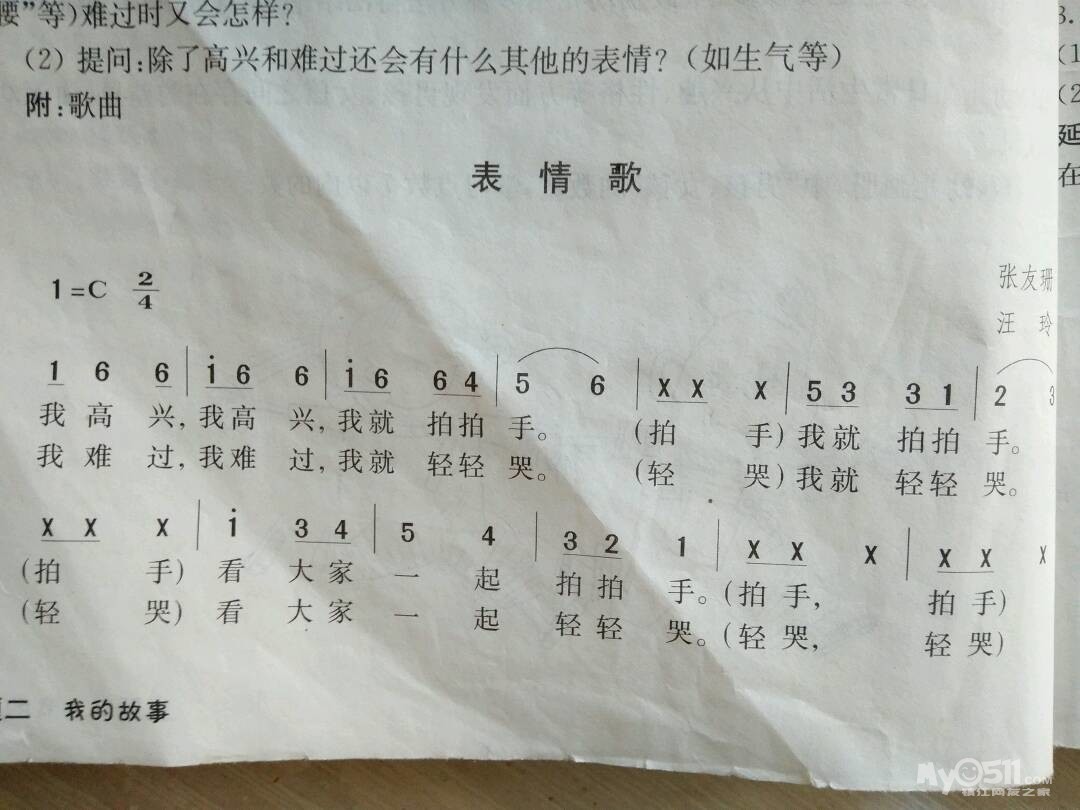 腰”等)难过时又会怎样?
(2) 提问:除了高兴和难过还会有什么其他的表情? (如生气等)
附:歌曲
表 情 歌
1=C 2/4
张友珊
汪 玲
1 6 6 | i 6 6 | i 6 6 4 | 5 6 | x x x | 5 3 3 1 | 2 3
我 高 兴, 我 高 兴, 我 就 拍 拍 手。 (拍 手) 我 就 拍 拍 手。
我 难 过, 我 难 过, 我 就 轻 轻 哭。 (轻 哭) 我 就 轻 轻 哭。
x x x | i 3 4 | 5 4 | 3 2 1 | x x x | x x x
(拍 手) 看 大 家 一 起 拍 拍 手。 (拍 手, 拍 手)
(轻 哭) 看 大 家 一 起 轻 轻 哭。 (轻 哭, 轻 哭)
二 我的故事
3.
(1
(2
延
在
My0511.com
镇江网友之家